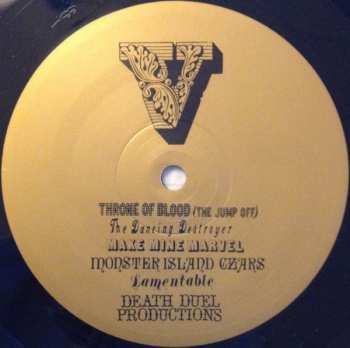 V
THRONE OF BLOOD (THE JUMP OFF)
The Dancing Destroyer
MAKE MINE MARVEL
MONSTER ISLAND CZARS
Lamentable
DEATH DUEL
PRODUCTIONS